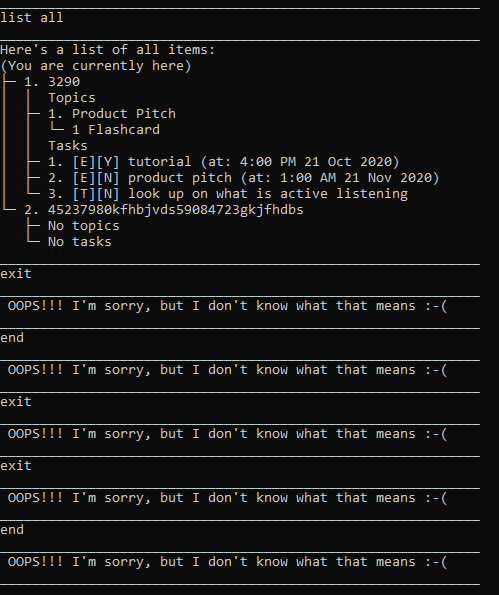 list all
Here's a list of all items:
(You are currently here)
├─ 1. 3290
│  │  Topics
│  ├─ 1. Product Pitch
│  │  └─ 1 Flashcard
│  │  Tasks
│  ├─ 1. [E][Y] tutorial (at: 4:00 PM 21 Oct 2020)
│  ├─ 2. [E][N] product pitch (at: 1:00 AM 21 Nov 2020)
│  └─ 3. [T][N] look up on what is active listening
└─ 2. 45237980kfhbjvds59084723gkjfhdbs
   ├─ No topics
   └─ No tasks
exit
OOPS!!! I'm sorry, but I don't know what that means :-(
end
OOPS!!! I'm sorry, but I don't know what that means :-(
exit
OOPS!!! I'm sorry, but I don't know what that means :-(
exit
OOPS!!! I'm sorry, but I don't know what that means :-(
end
OOPS!!! I'm sorry, but I don't know what that means :-(